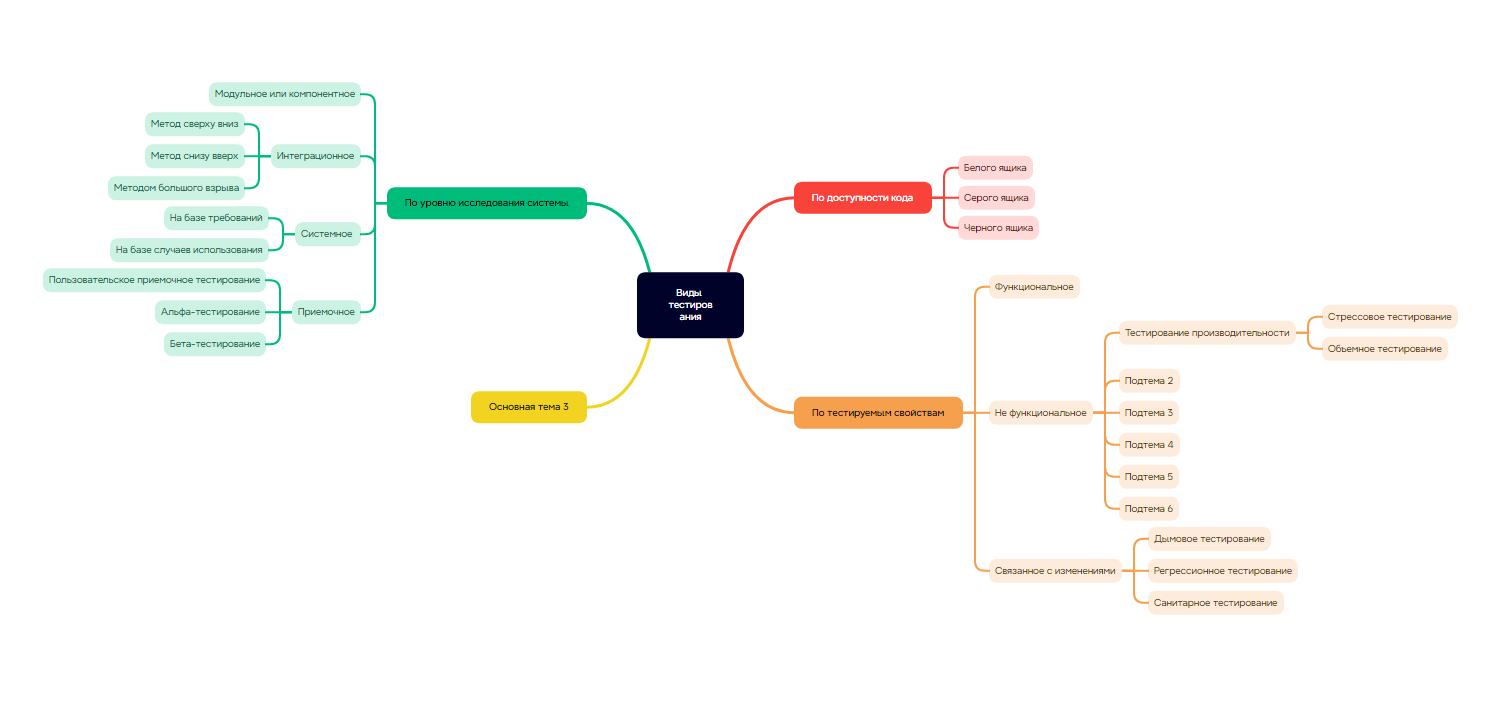 Виды
тестиров
ания
По уровню исследования системы.
Модульное или компонентное
Интеграционное
Метод сверху вниз
Метод снизу вверх
Методом большого взрыва
Системное
На базе требований
На базе случаев использования
Приемочное
Пользовательское приемочное тестирование
Альфа-тестирование
Бета-тестирование
Основная тема 3
По доступности кода
Белого ящика
Серого ящика
Черного ящика
По тестируемым свойствам
Функциональное
Не функциональное
Тестирование производительности
Стрессовое тестирование
Объемное тестирование
Подтема 2
Подтема 3
Подтема 4
Подтема 5
Подтема 6
Связанное с изменениями
Дымовое тестирование
Регрессионное тестирование
Санитарное тестирование